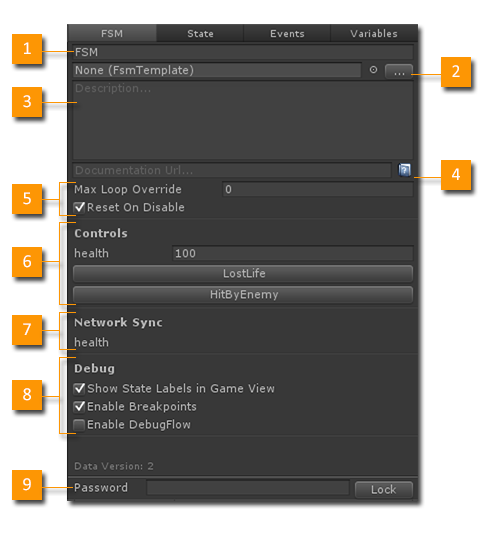 FSM State Events Variables
1 FSM
None (FsmTemplate) ... 2
3 Description...
Documentation Url... ? 4
5 Max Loop Override 0
Reset On Disable
6 Controls
health 100
LostLife
HitByEnemy
7 Network Sync
health
8 Debug
Show State Labels in Game View
Enable Breakpoints
Enable DebugFlow
Data Version: 2
9 Password Lock